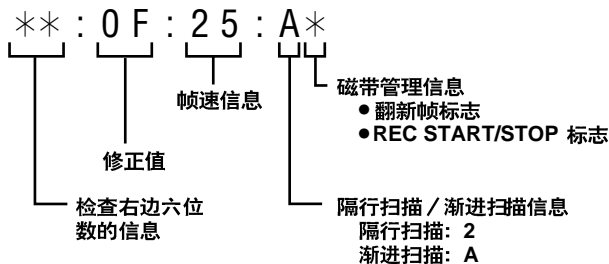 **:0F:25:A*
磁带管理信息
●翻新帧标志
●REC START/STOP 标志
帧速信息
修正值
检查右边六位
数的信息
隔行扫描/渐进扫描信息
隔行扫描: 2
渐进扫描: A